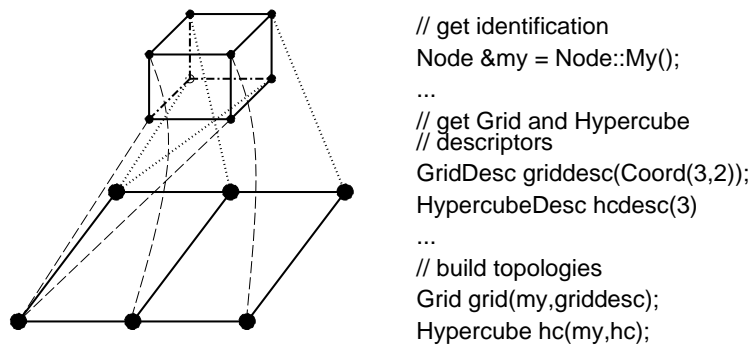 // get identification
Node &my = Node::My();
...
// get Grid and Hypercube
// descriptors
GridDesc griddesc(Coord(3,2));
HypercubeDesc hcdesc(3)
...
// build topologies
Grid grid(my,griddesc);
Hypercube hc(my,hc);